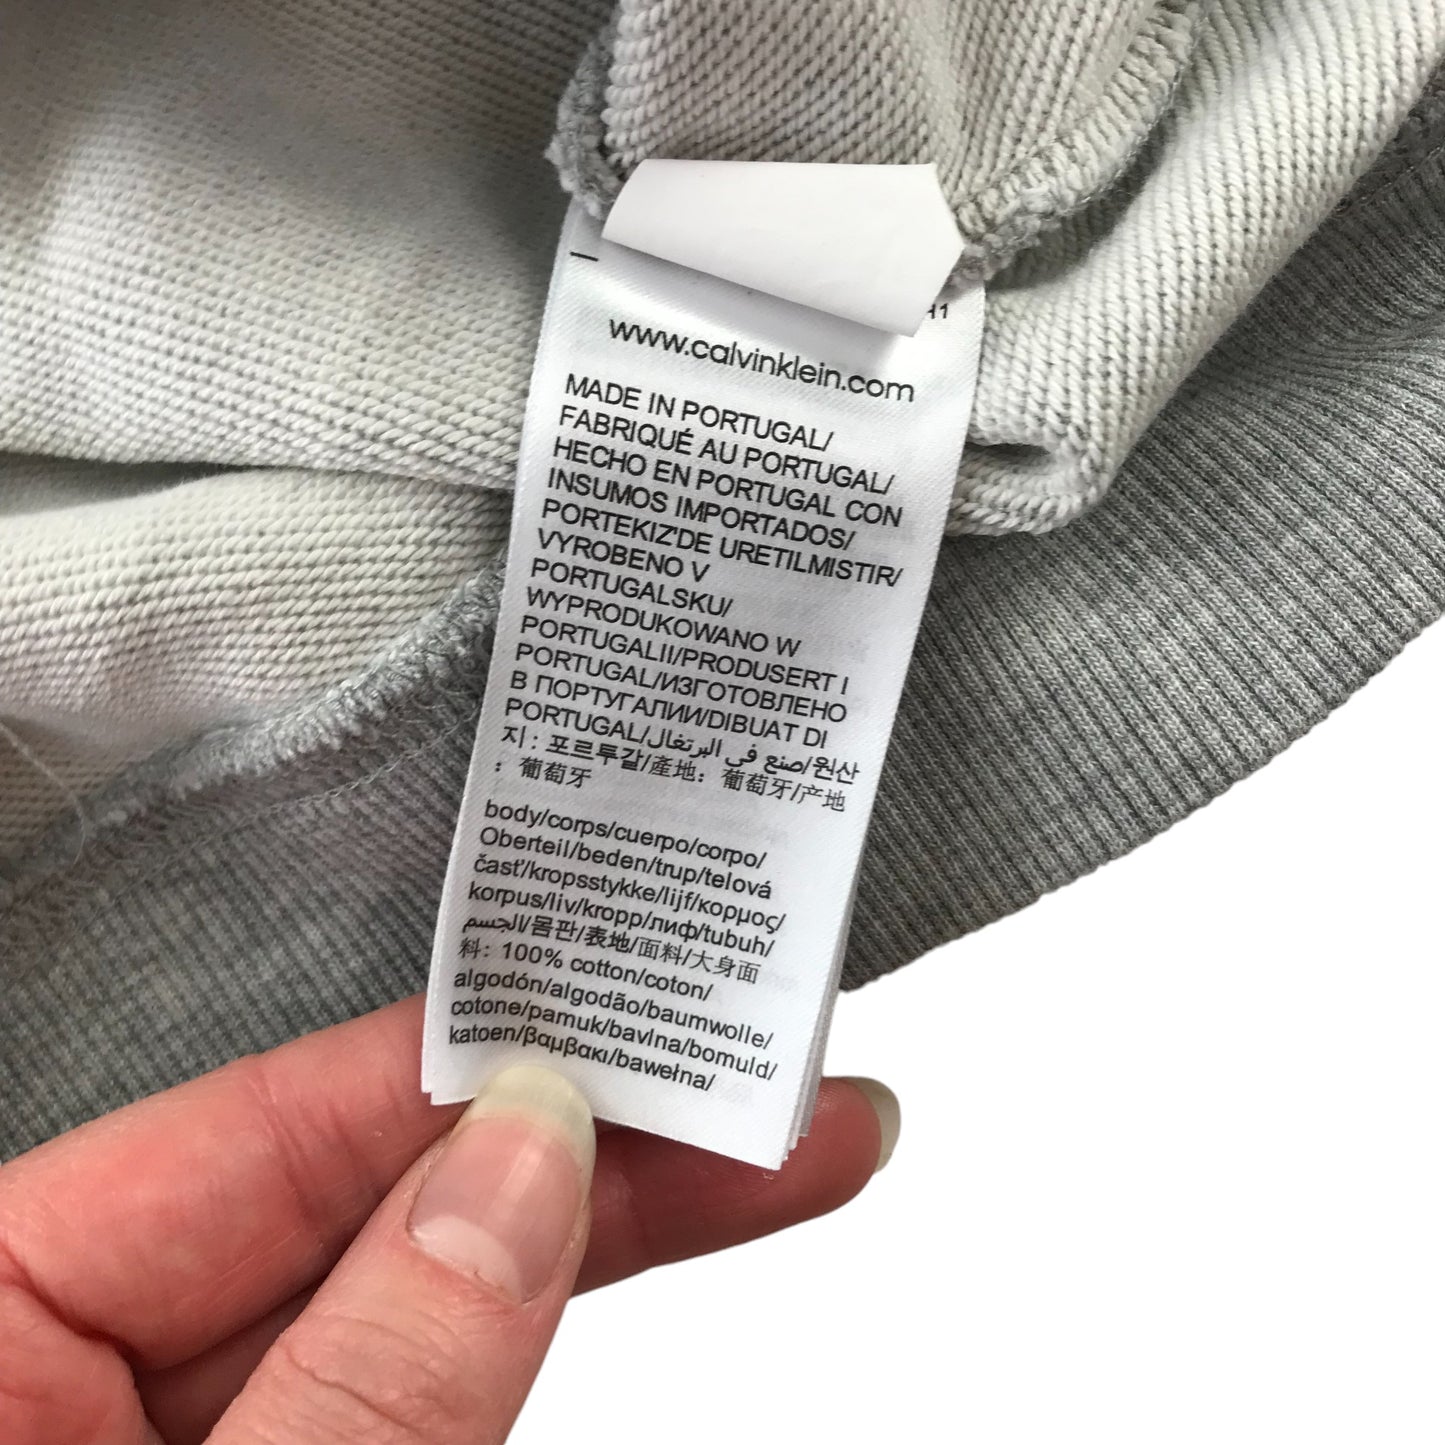 H1
www.calvinklein.com
MADE IN PORTUGAL/
FABRIQUÉ AU PORTUGAL/
HECHO EN PORTUGAL CON
INSUMOS IMPORTADOS/
PORTEKIZ'DE URETILMISTIR/
VYROBENO V
PORTUGALSKU/
WYPRODUKOWANO W
PORTUGALII/PRODUSERT I
PORTUGAL/ИЗГОТОВЛЕНО
В ПОРТУГАЛИИ/DIBUAT DI
PORTUGAL/صنع في البرتغال/원산
지 : 포르투갈/產地：葡萄牙/产地
：葡萄牙
body/corps/cuerpo/corpo/
Oberteil/beden/trup/telová
časť/kropsstykke/lijf/κορμος/
korpus/liv/kropp/лиф/tubuh/
الجسم/몸판/表地/面料/大身面
料：100% cotton/coton/
algodón/algodão/baumwolle/
cotone/pamuk/bavlna/bomuld/
katoen/βαμβακι/bawełna/